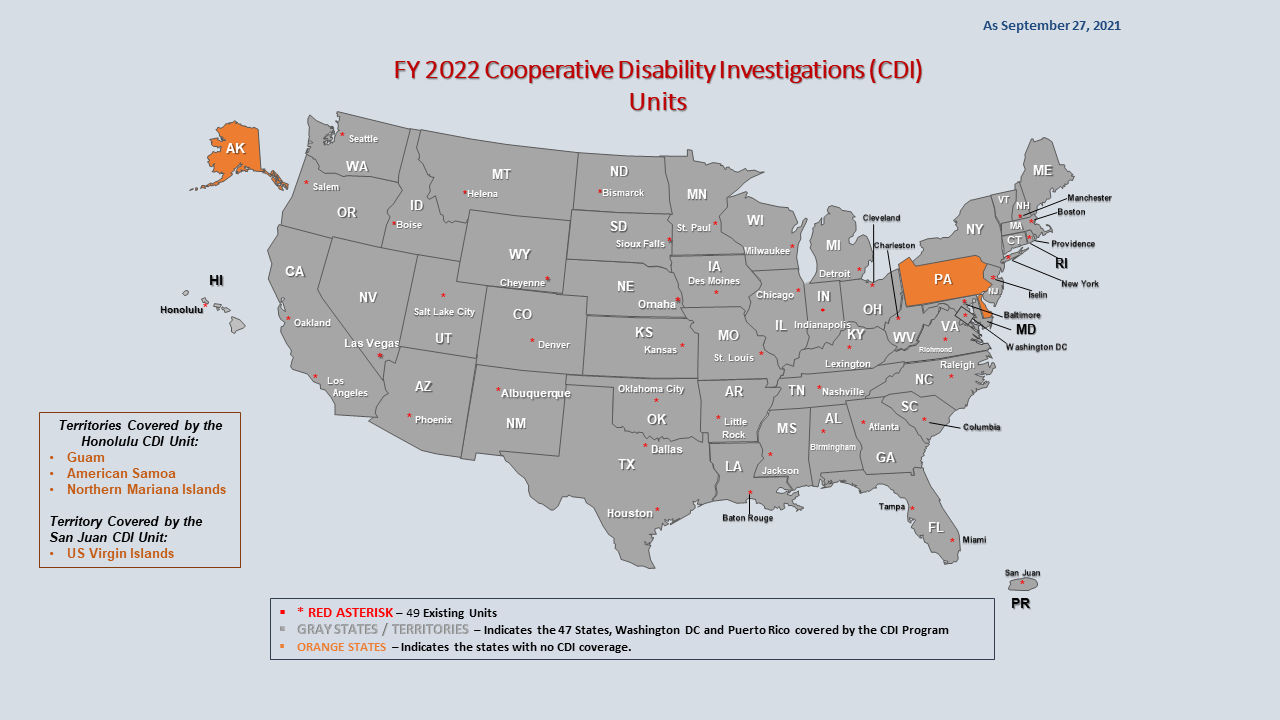 As September 27, 2021
FY 2022 Cooperative Disability Investigations (CDI)
Units
AK
Seattle
WA
Salem
OR
ID
Boise
MT
Helena
ND
Bismarck
SD
Sioux Falls
MN
St. Paul
WI
Milwaukee
MI
Detroit
Cleveland
Charleston
NY
VT
NH
ME
Manchester
Boston
MA
CT
Providence
RI
New York
PA
NJ
Iselin
Baltimore
MD
Washington DC
HI
Honolulu
CA
Oakland
Los
Angeles
NV
Las Vegas
Salt Lake City
UT
WY
Cheyenne
CO
Denver
NE
Omaha
IA
Des Moines
Chicago
IL
IN
Indianapolis
OH
WV
VA
Richmond
KY
Lexington
KS
Kansas
MO
St. Louis
AZ
Phoenix
Albuquerque
NM
Oklahoma City
OK
AR
Little
Rock
TN
Nashville
Raleigh
NC
SC
Columbia
Atlanta
GA
AL
Birmingham
MS
Jackson
LA
Baton Rouge
TX
Dallas
Houston
Tampa
FL
Miami
San Juan
PR
Territories Covered by the
Honolulu CDI Unit:
• Guam
• American Samoa
• Northern Mariana Islands
Territory Covered by the
San Juan CDI Unit:
• US Virgin Islands
▪ * RED ASTERISK – 49 Existing Units
▪ GRAY STATES / TERRITORIES – Indicates the 47 States, Washington DC and Puerto Rico covered by the CDI Program
▪ ORANGE STATES – Indicates the states with no CDI coverage.